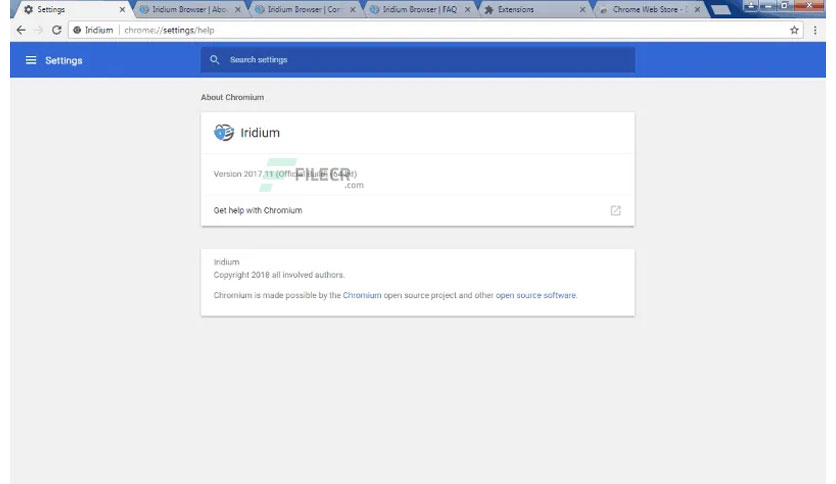 Settings
Iridium Browser | Abo
Iridium Browser | Con
Iridium Browser | FAQ
Extensions
Chrome Web Store -
Iridium
chrome://settings/help
Settings
Search settings
About Chromium
Iridium
Version 2017.11 (Official Build) (64-bit)
FILECR
.com
Get help with Chromium
Iridium
Copyright 2018 all involved authors.
Chromium is made possible by the Chromium open source project and other open source software.